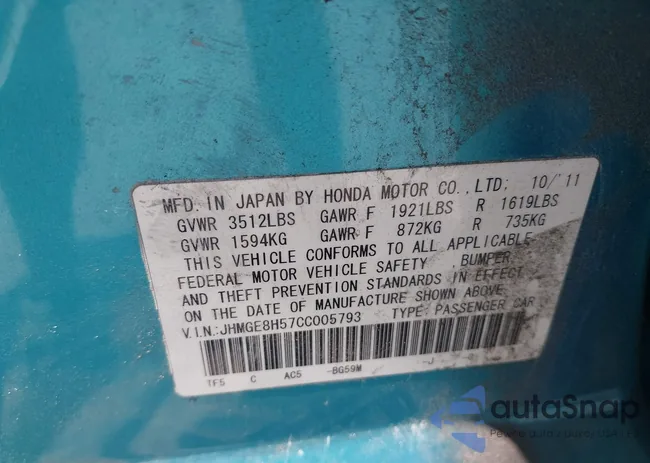 MFD. IN JAPAN BY HONDA MOTOR CO., LTD. 10/'11
GVWR 3512LBS GAWR F 1921LBS R 1619LBS
GVWR 1594KG GAWR F 872KG R 735KG
THIS VEHICLE CONFORMS TO ALL APPLICABLE
FEDERAL MOTOR VEHICLE SAFETY ,BUMPER
AND THEFT PREVENTION STANDARDS IN EFFECT
ON THE DATE OF MANUFACTURE SHOWN ABOVE.
V.I.N.:JHMGE8H57CC005793 TYPE: PASSENGER CAR
TF5 C AC5 -BG59M -J
autoSnap